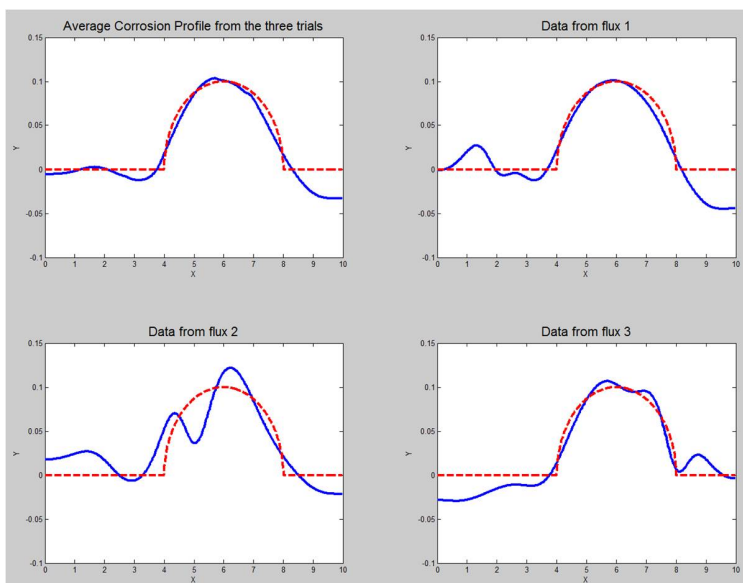 Average Corrosion Profile from the three trials
0.15
0.1
0.05
0
-0.05
-0.1
Y
0 1 2 3 4 5 6 7 8 9 10
X
Data from flux 1
0.15
0.1
0.05
0
-0.05
-0.1
Y
0 1 2 3 4 5 6 7 8 9 10
X
Data from flux 2
0.15
0.1
0.05
0
-0.05
-0.1
Y
0 1 2 3 4 5 6 7 8 9 10
X
Data from flux 3
0.15
0.1
0.05
0
-0.05
-0.1
Y
0 1 2 3 4 5 6 7 8 9 10
X